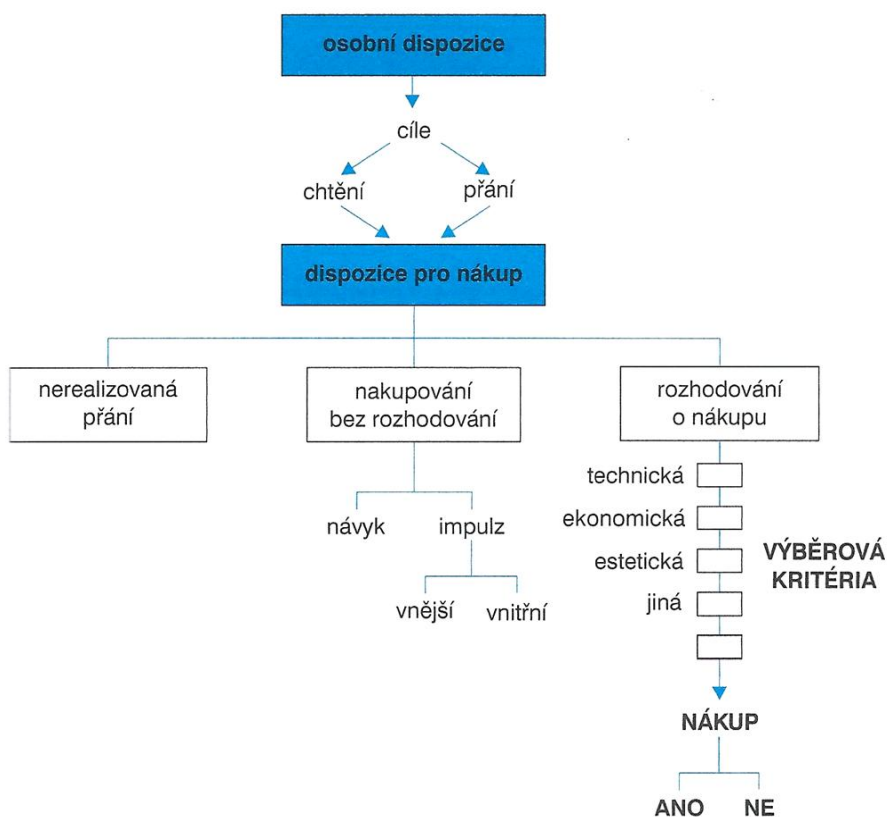 osobní dispozice
cíle
chtění
přání
dispozice pro nákup
nerealizovaná
přání
nakupování
bez rozhodování
rozhodování
o nákupu
návyk
impulz
vnější
vnitřní
technická
ekonomická
estetická
jiná
VÝBĚROVÁ
KRITÉRIA
NÁKUP
ANO
NE